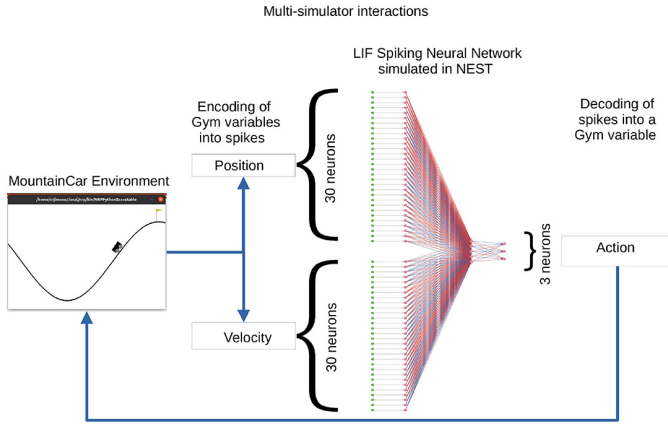 Multi-simulator interactions
LIF Spiking Neural Network
simulated in NEST
Encoding of
Gym variables
into spikes
Decoding of
spikes into a
Gym variable
MountainCar Environment
Position
30 neurons
3 neurons
Action
Velocity
30 neurons